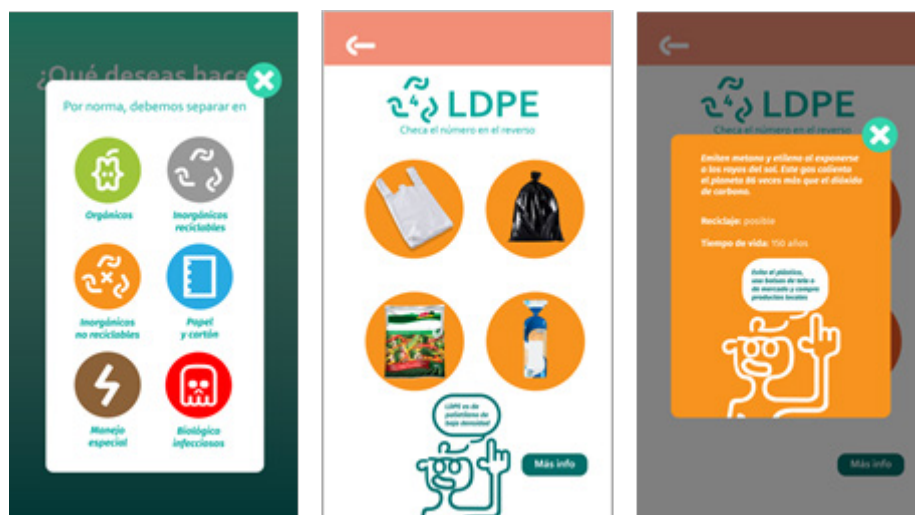 ¿Qué deseas hace
Por norma, debemos separar en
Orgánicos
Inorgánicos
reciclables
Inorgánicos
no reciclables
Papel
y cartón
Manejo
especial
Biológico
infecciosos
4 LDPE
Checa el número en el reverso
LDPE es de
polietileno de
baja densidad
Más info
4 LDPE
Checa el número en el reverso
Emiten metano y etileno al exponerse
a los rayos del sol. Este gas calienta
el planeta 86 veces más que el dióxido
de carbono.
Reciclaje: posible
Tiempo de vida: 150 años
Evita el plástico,
usa bolsas de tela o
de mercado y compra
productos locales
Más info